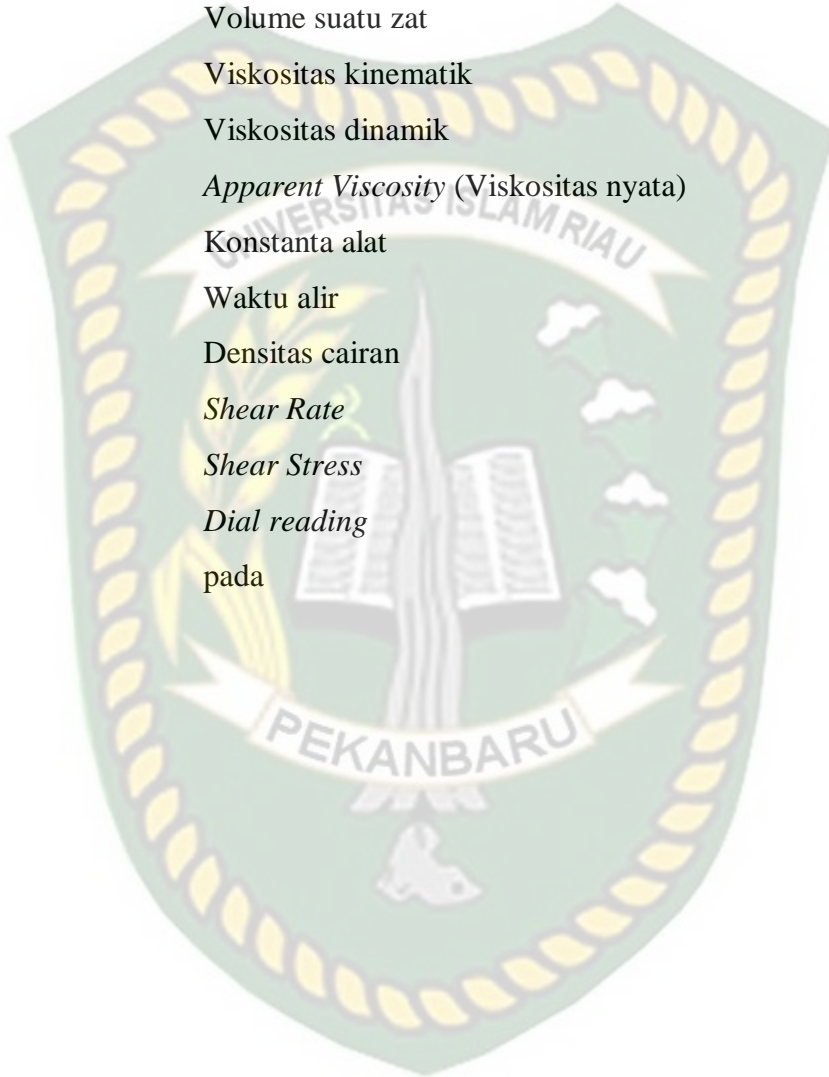 Volume suatu zat
Viskositas kinematik
Viskositas dinamik
Apparent Viscosity (Viskositas nyata)
UNIVERSITAS ISLAM RIAU
Konstanta alat
Waktu alir
Densitas cairan
Shear Rate
Shear Stress
Dial reading
pada
PEKANBARU